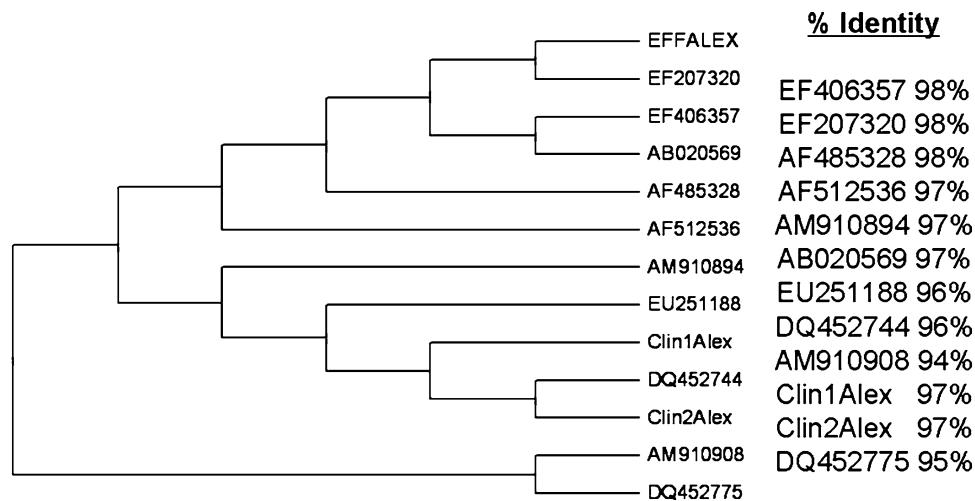 EFFALEX
EF207320
EF406357
AB020569
AF485328
AF512536
AM910894
EU251188
Clin1Alex
DQ452744
Clin2Alex
AM910908
DQ452775
% Identity
EF406357 98%
EF207320 98%
AF485328 98%
AF512536 97%
AM910894 97%
AB020569 97%
EU251188 96%
DQ452744 96%
AM910908 94%
Clin1Alex 97%
Clin2Alex 97%
DQ452775 95%